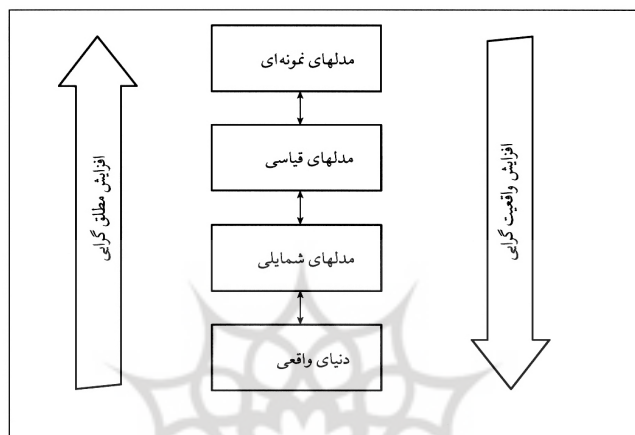 مدلهای نمونه‌ای
مدلهای قیاسی
مدلهای شمایلی
دنیای واقعی
افزایش مطلق گرایی
افزایش واقعیت گرایی